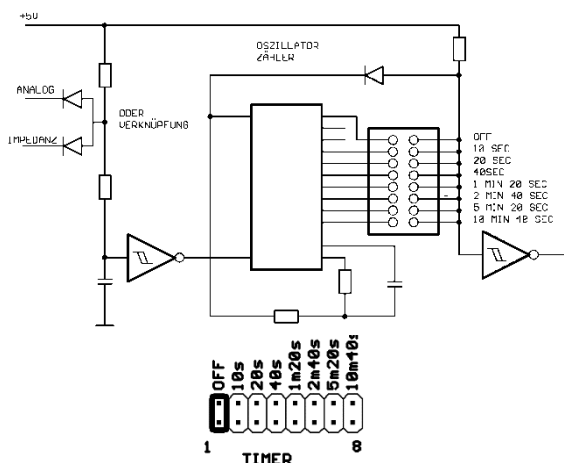 +5V
OSZILLATOR
ZÄHLER
ANALOG
ODER
VERKNÜPFUNG
IMPEDANZ
OFF
10 SEC
20 SEC
40SEC
1 MIN 20 SEC
2 MIN 40 SEC
5 MIN 20 SEC
10 MIN 40 SEC
OFF
10s
20s
40s
1m20s
2m40s
5m20s
10m40s
1
8
TIMER